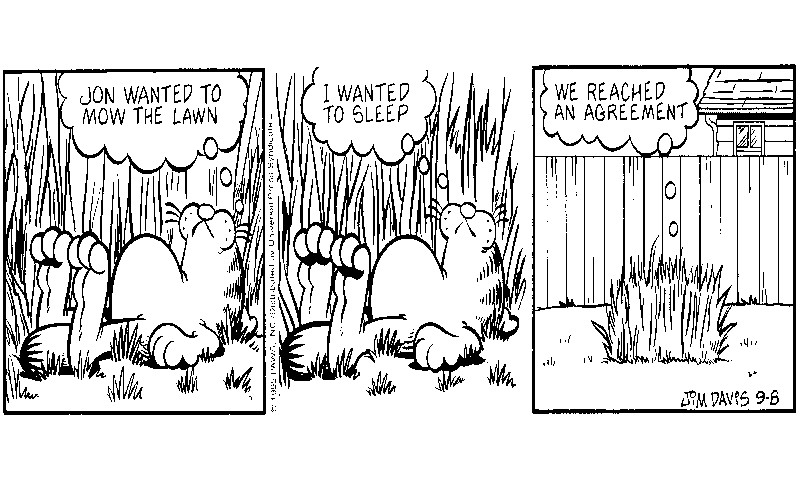 JON WANTED TO
MOW THE LAWN
I WANTED
TO SLEEP
WE REACHED
AN AGREEMENT
JIM DAVIS 9-8